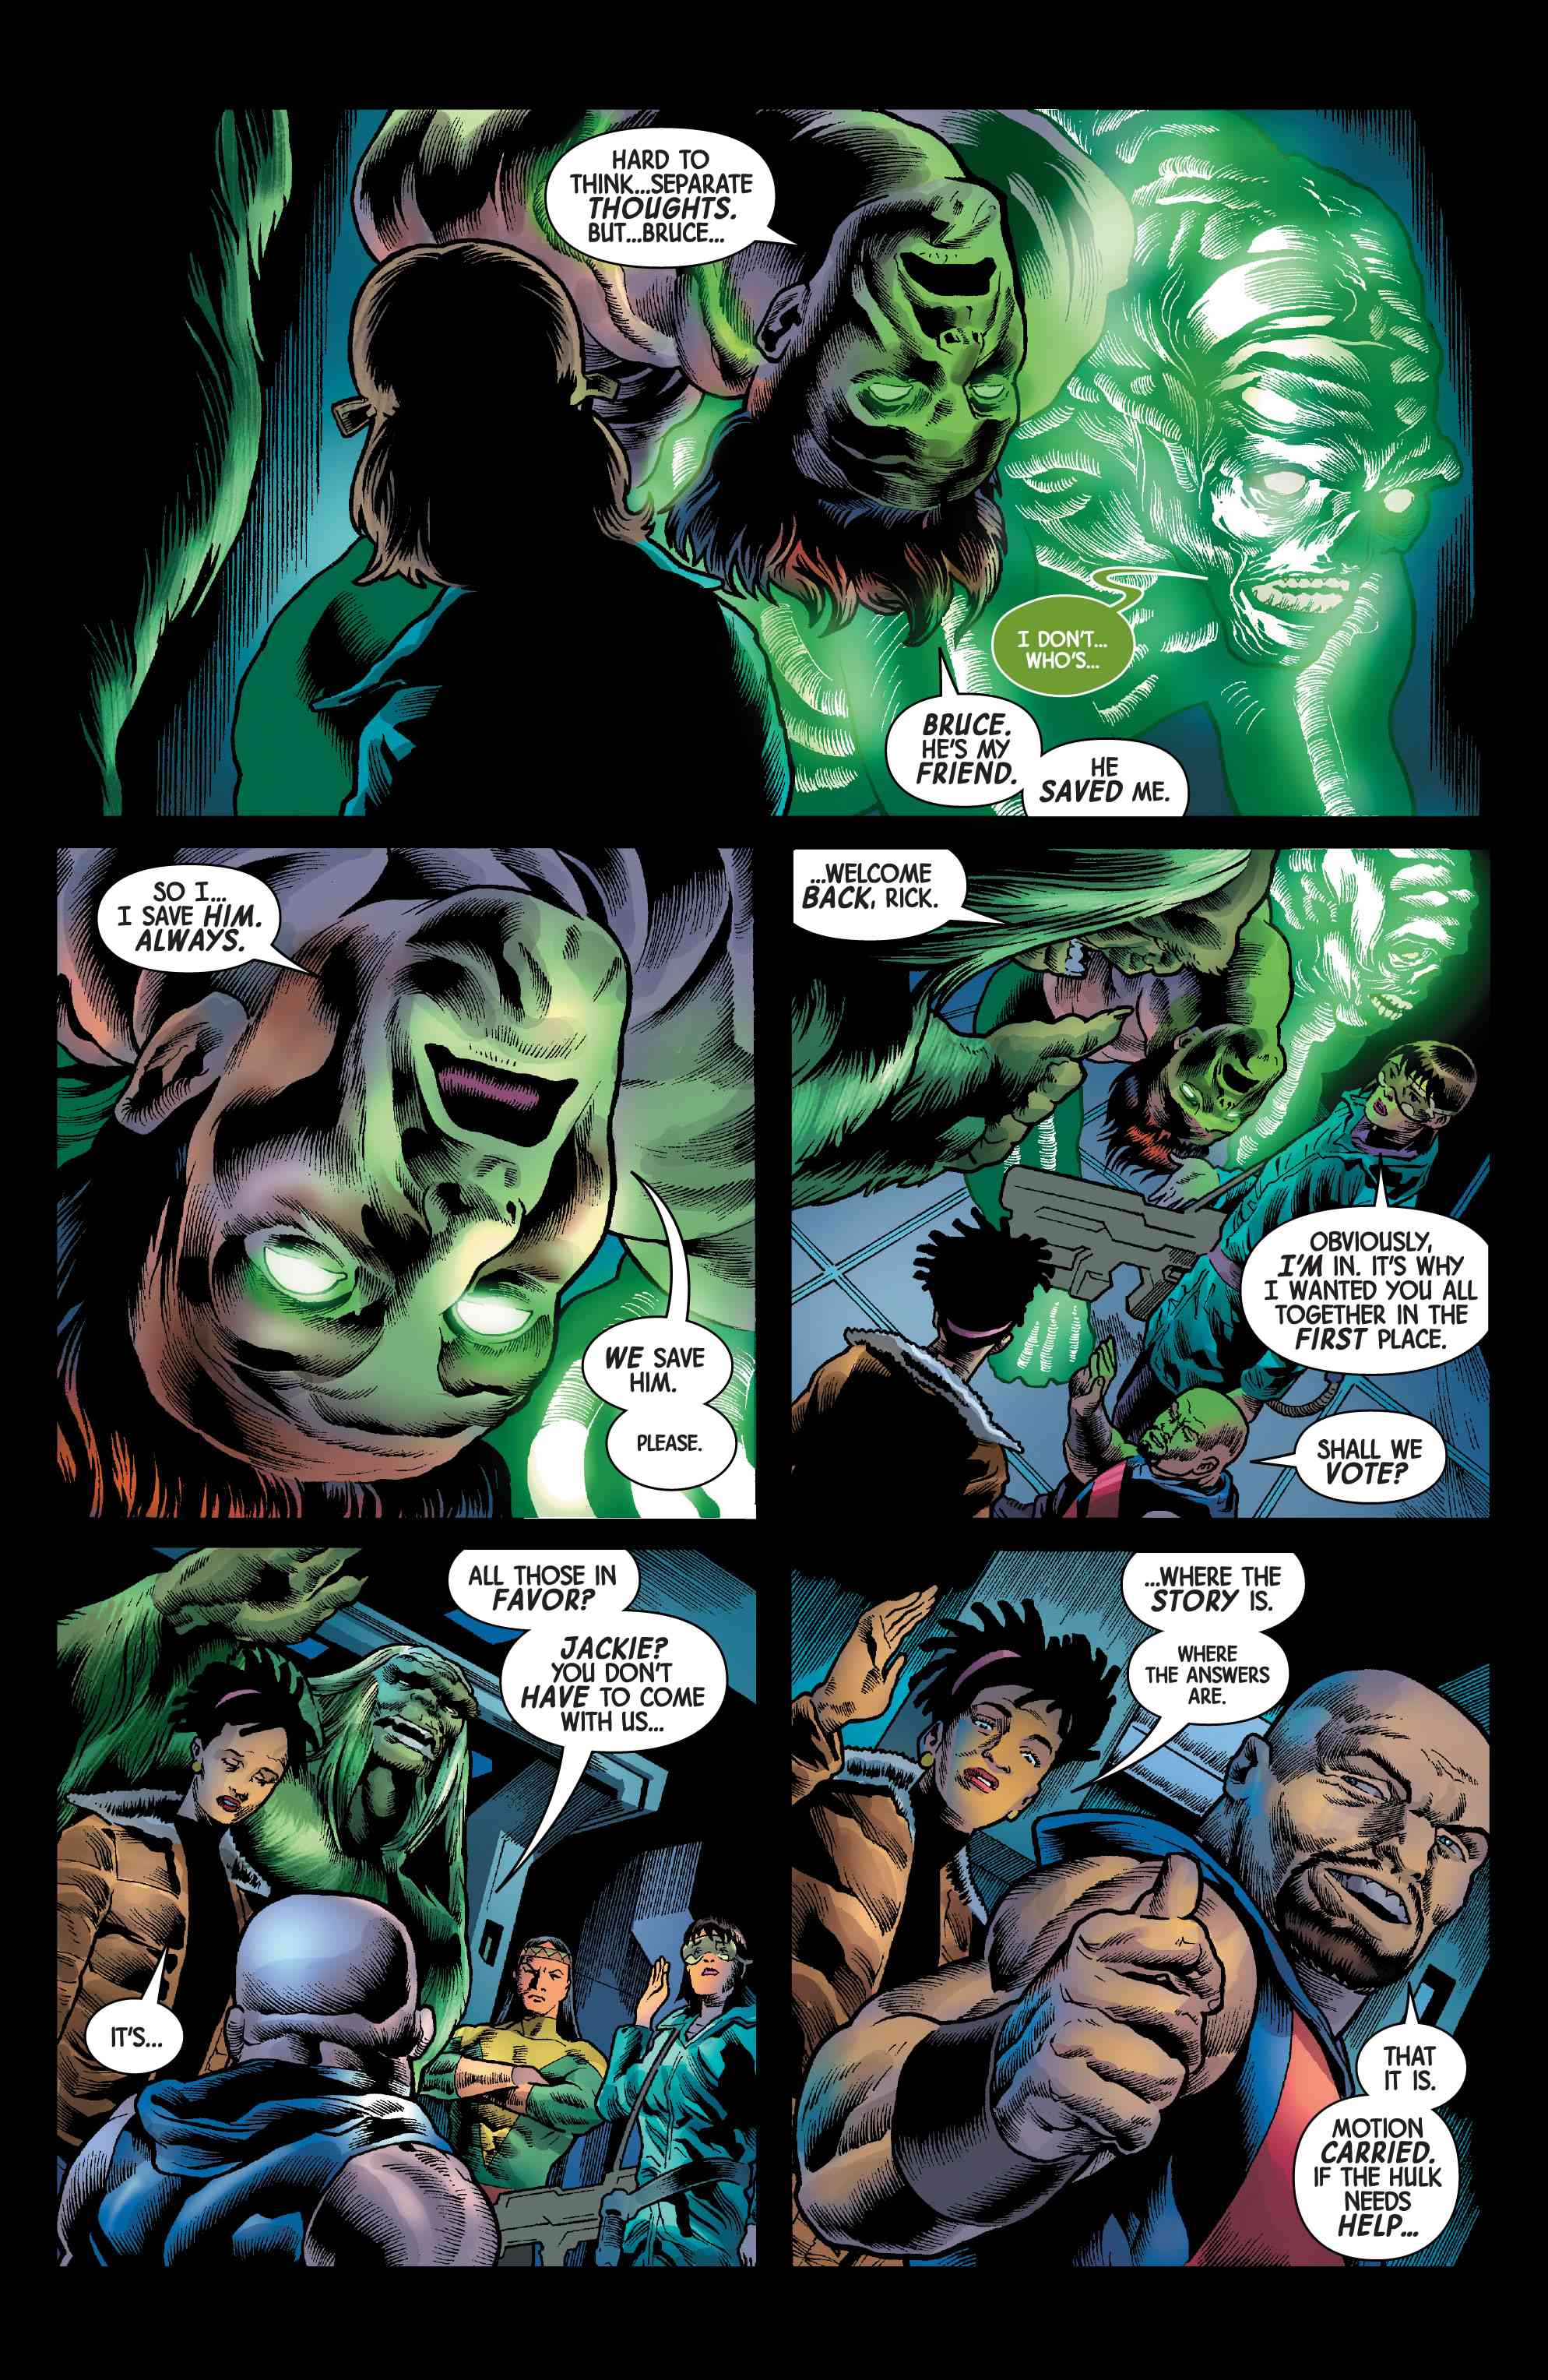 HARD TO
THINK...SEPARATE
THOUGHTS.
BUT...BRUCE...
I DON'T...
WHO'S...
BRUCE.
HE'S MY
FRIEND.
HE
SAVED ME.
SO I...
I SAVE HIM.
ALWAYS.
WE SAVE
HIM.
PLEASE.
...WELCOME
BACK, RICK.
OBVIOUSLY,
I'M IN. IT'S WHY
I WANTED YOU ALL
TOGETHER IN THE
FIRST PLACE.
SHALL WE
VOTE?
ALL THOSE IN
FAVOR?
JACKIE?
YOU DON'T
HAVE TO COME
WITH US...
IT'S...
...WHERE THE
STORY IS.
WHERE
THE ANSWERS
ARE.
THAT
IT IS.
MOTION
CARRIED.
IF THE HULK
NEEDS
HELP...